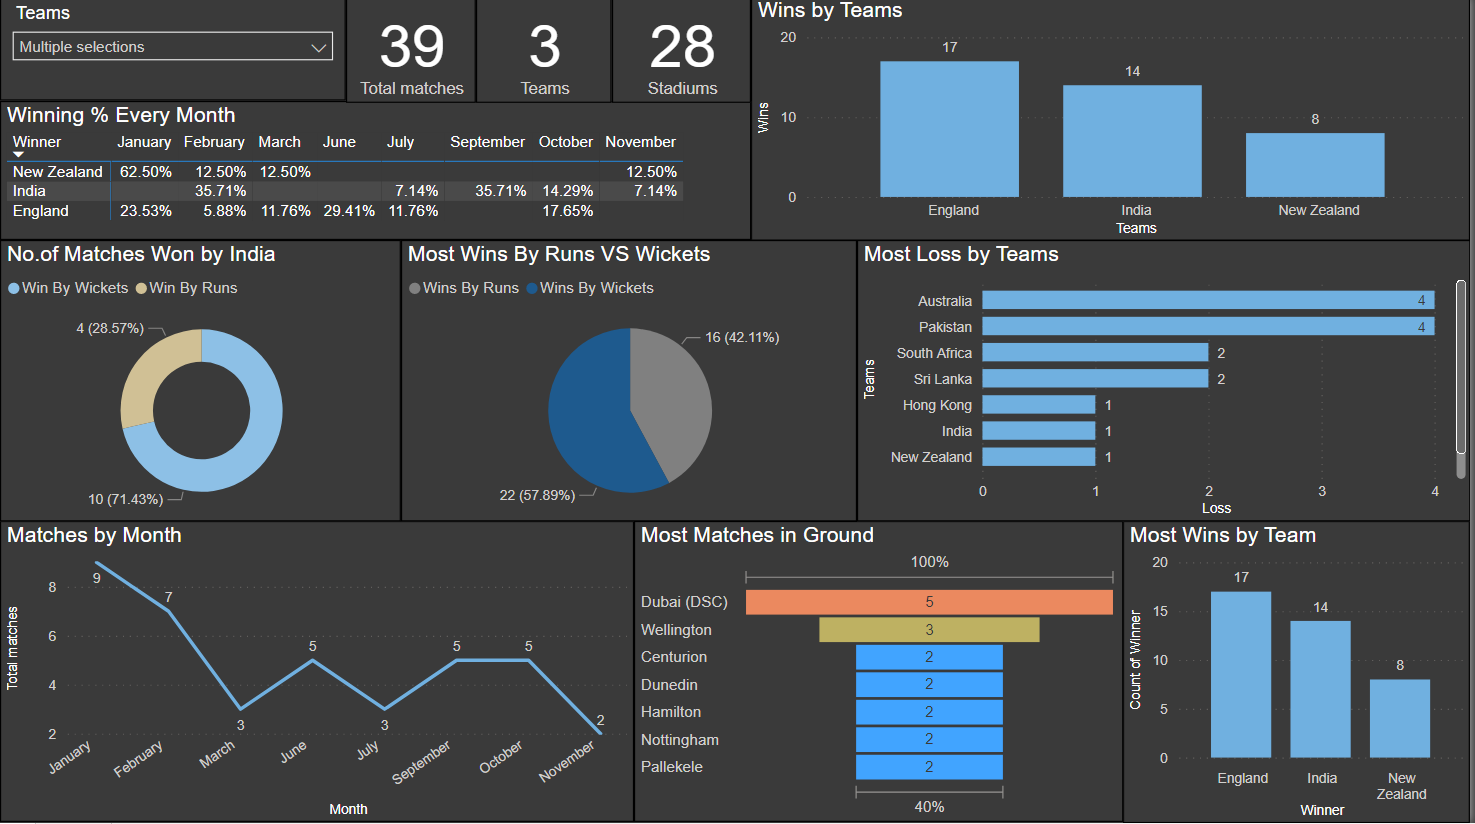 Teams
Multiple selections
39
Total matches
3
Teams
28
Stadiums
Wins by Teams
Wins
20
10
0
17
14
8
England
India
New Zealand
Teams
Winning % Every Month
Winner January February March June July September October November
New Zealand 62.50% 12.50% 12.50% 12.50%
India 35.71% 7.14% 35.71% 14.29% 7.14%
England 23.53% 5.88% 11.76% 29.41% 11.76% 17.65%
No.of Matches Won by India
Win By Wickets Win By Runs
4 (28.57%)
10 (71.43%)
Most Wins By Runs VS Wickets
Wins By Runs Wins By Wickets
16 (42.11%)
22 (57.89%)
Most Loss by Teams
Teams
Australia 4
Pakistan 4
South Africa 2
Sri Lanka 2
Hong Kong 1
India 1
New Zealand 1
0 1 2 3 4
Loss
Matches by Month
Total matches
8
6
4
2
9
7
3
5
3
5
5
2
January
February
March
June
July
September
October
November
Month
Most Matches in Ground
100%
Dubai (DSC) 5
Wellington 3
Centurion 2
Dunedin 2
Hamilton 2
Nottingham 2
Pallekele 2
40%
Most Wins by Team
Count of Winner
20
15
10
5
0
17
14
8
England
India
New
Zealand
Winner